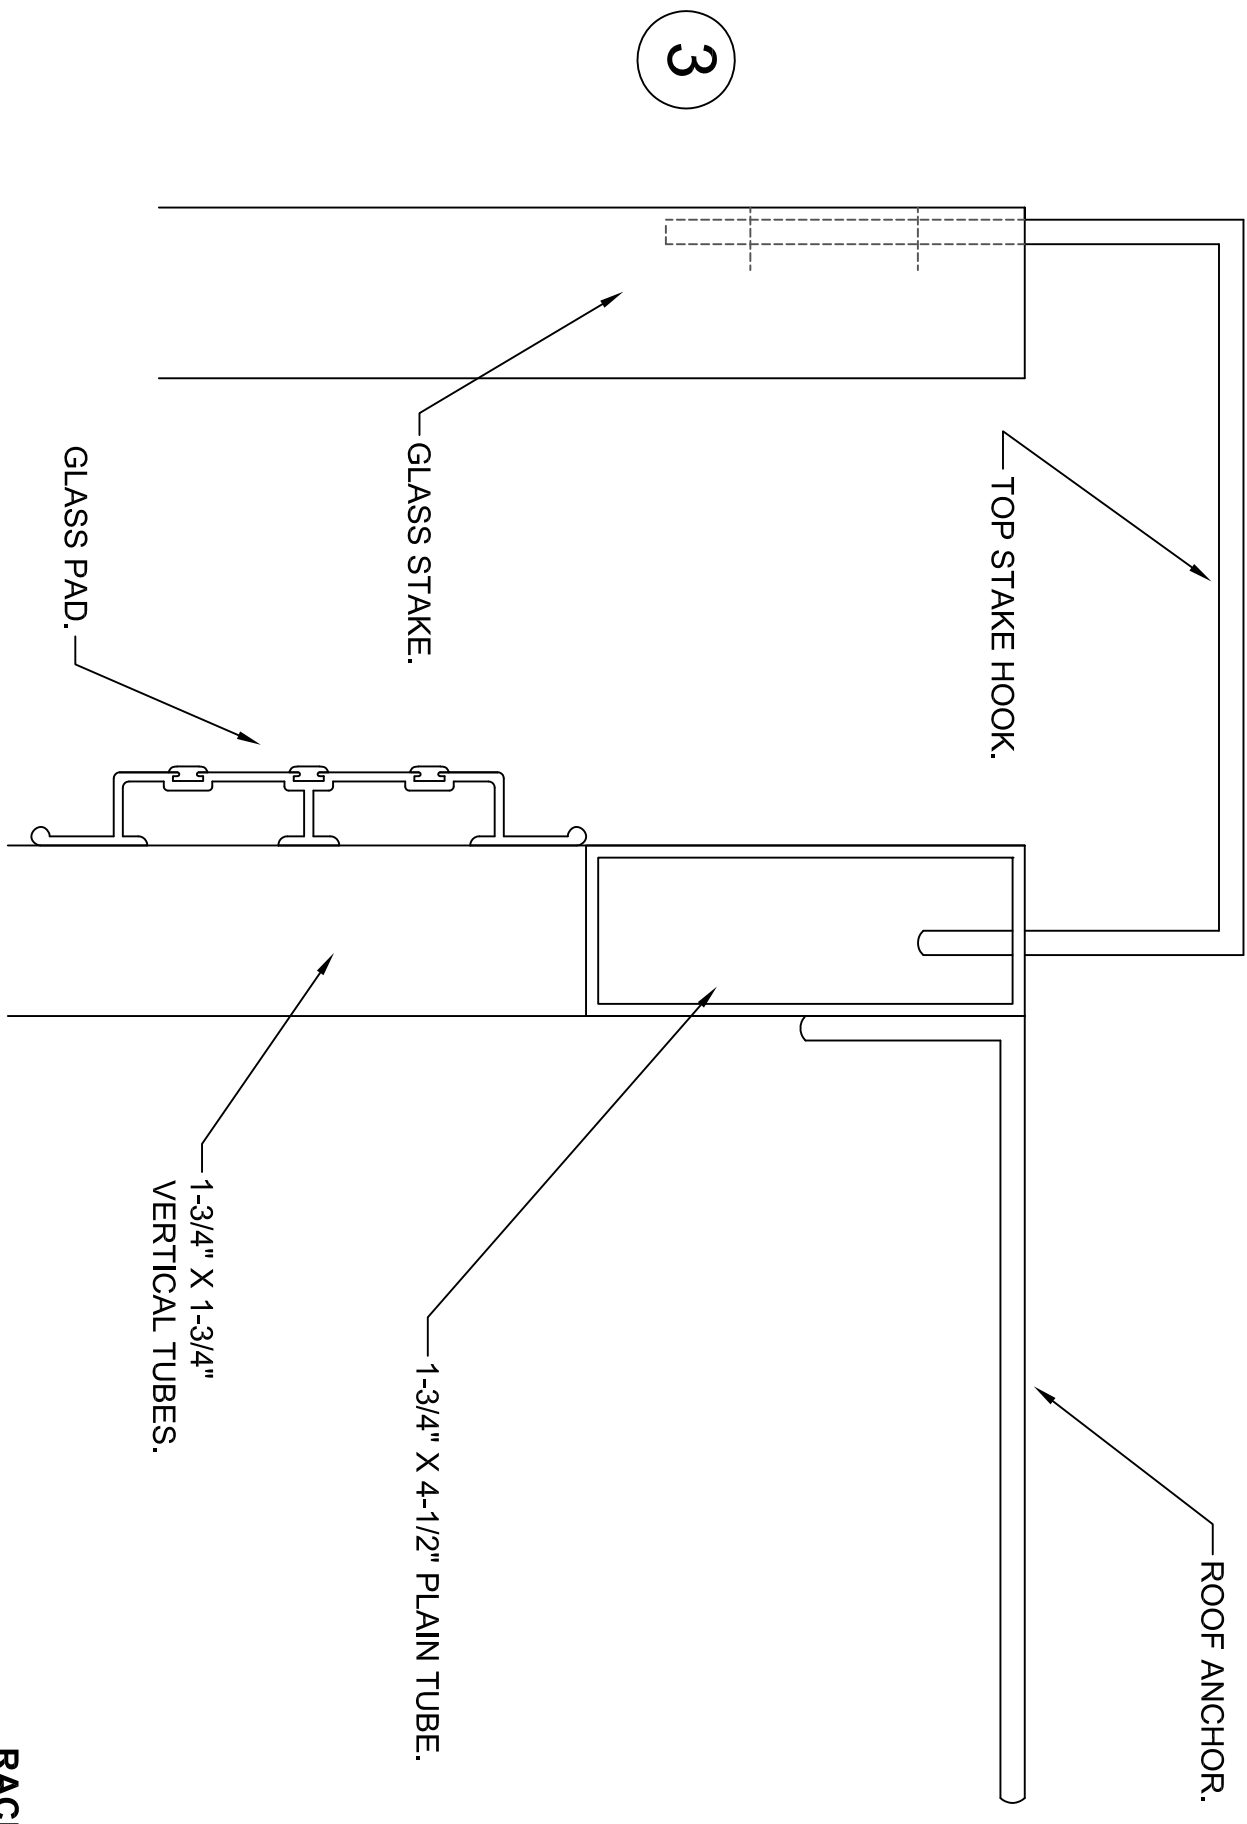 3
ROOF ANCHOR.
TOP STAKE HOOK.
GLASS STAKE.
1-3/4" X 4-1/2" PLAIN TUBE.
1-3/4" X 1-3/4"
VERTICAL TUBES.
GLASS PAD.